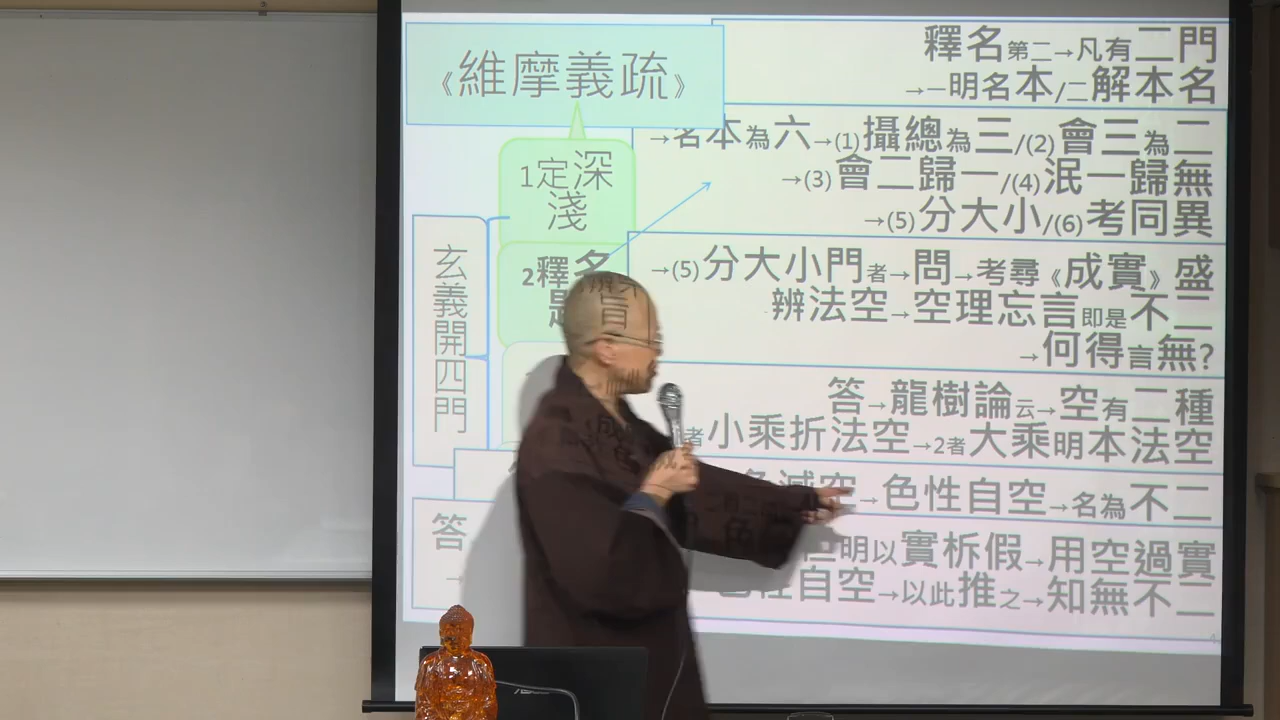 《維摩義疏》
釋名第二→凡有二門
→一明名本/二解本名
→名本為六→(1)攝總為三/(2)會三為二
→(3)會二歸一/(4)泯一歸無
→(5)分大小/(6)考同異
1定深
淺
2釋名
玄義開四門
→(5)分大小門者→問→考尋《成實》盛
辨法空→空理忘言即是不二
→何得言無?
答→龍樹論云→空有二種
者小乘折法空→2者大乘明本法空
滅空→色性自空→名為不二
明以實柝假→用空過實
自空→以此推之→知無不二
答
→